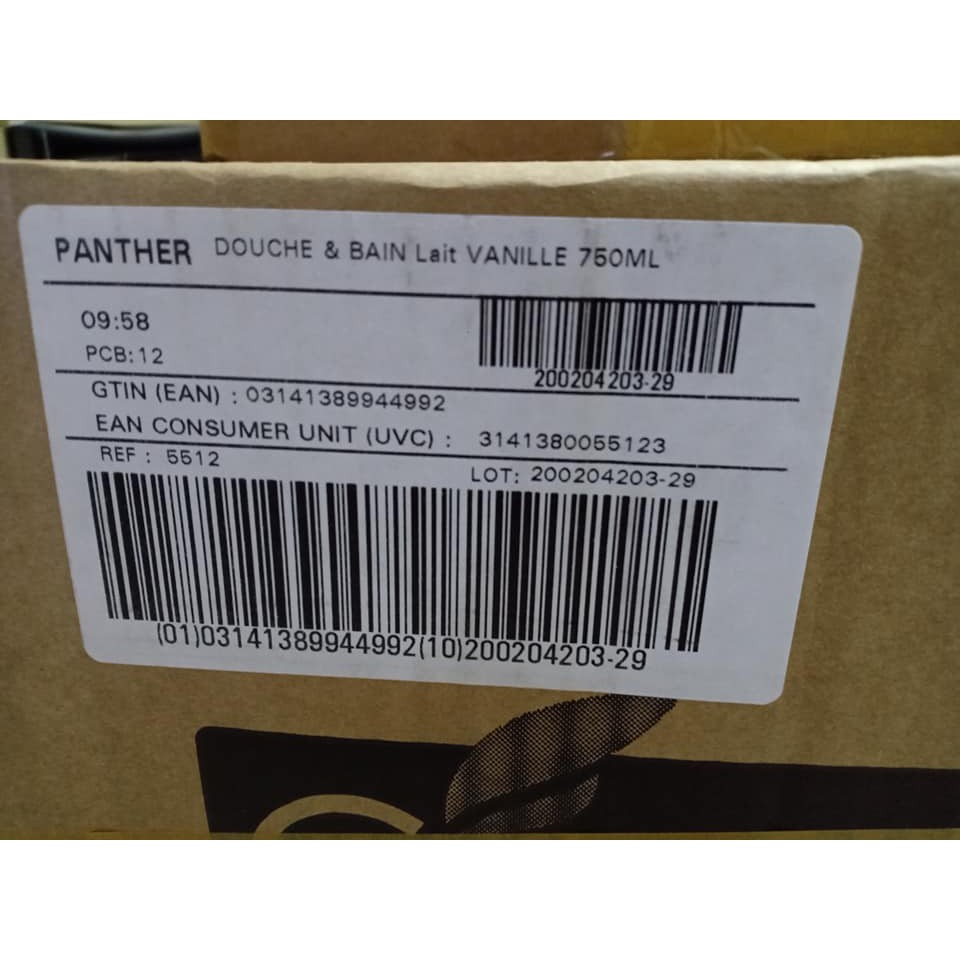 PANTHER DOUCHE & BAIN Lait VANILLE 750ML
09:58
PCB:12
200204203-29
GTIN (EAN) : 03141389944992
EAN CONSUMER UNIT (UVC) : 3141380055123
REF : 5512
LOT: 200204203-29
(01)03141389944992(10)200204203-29